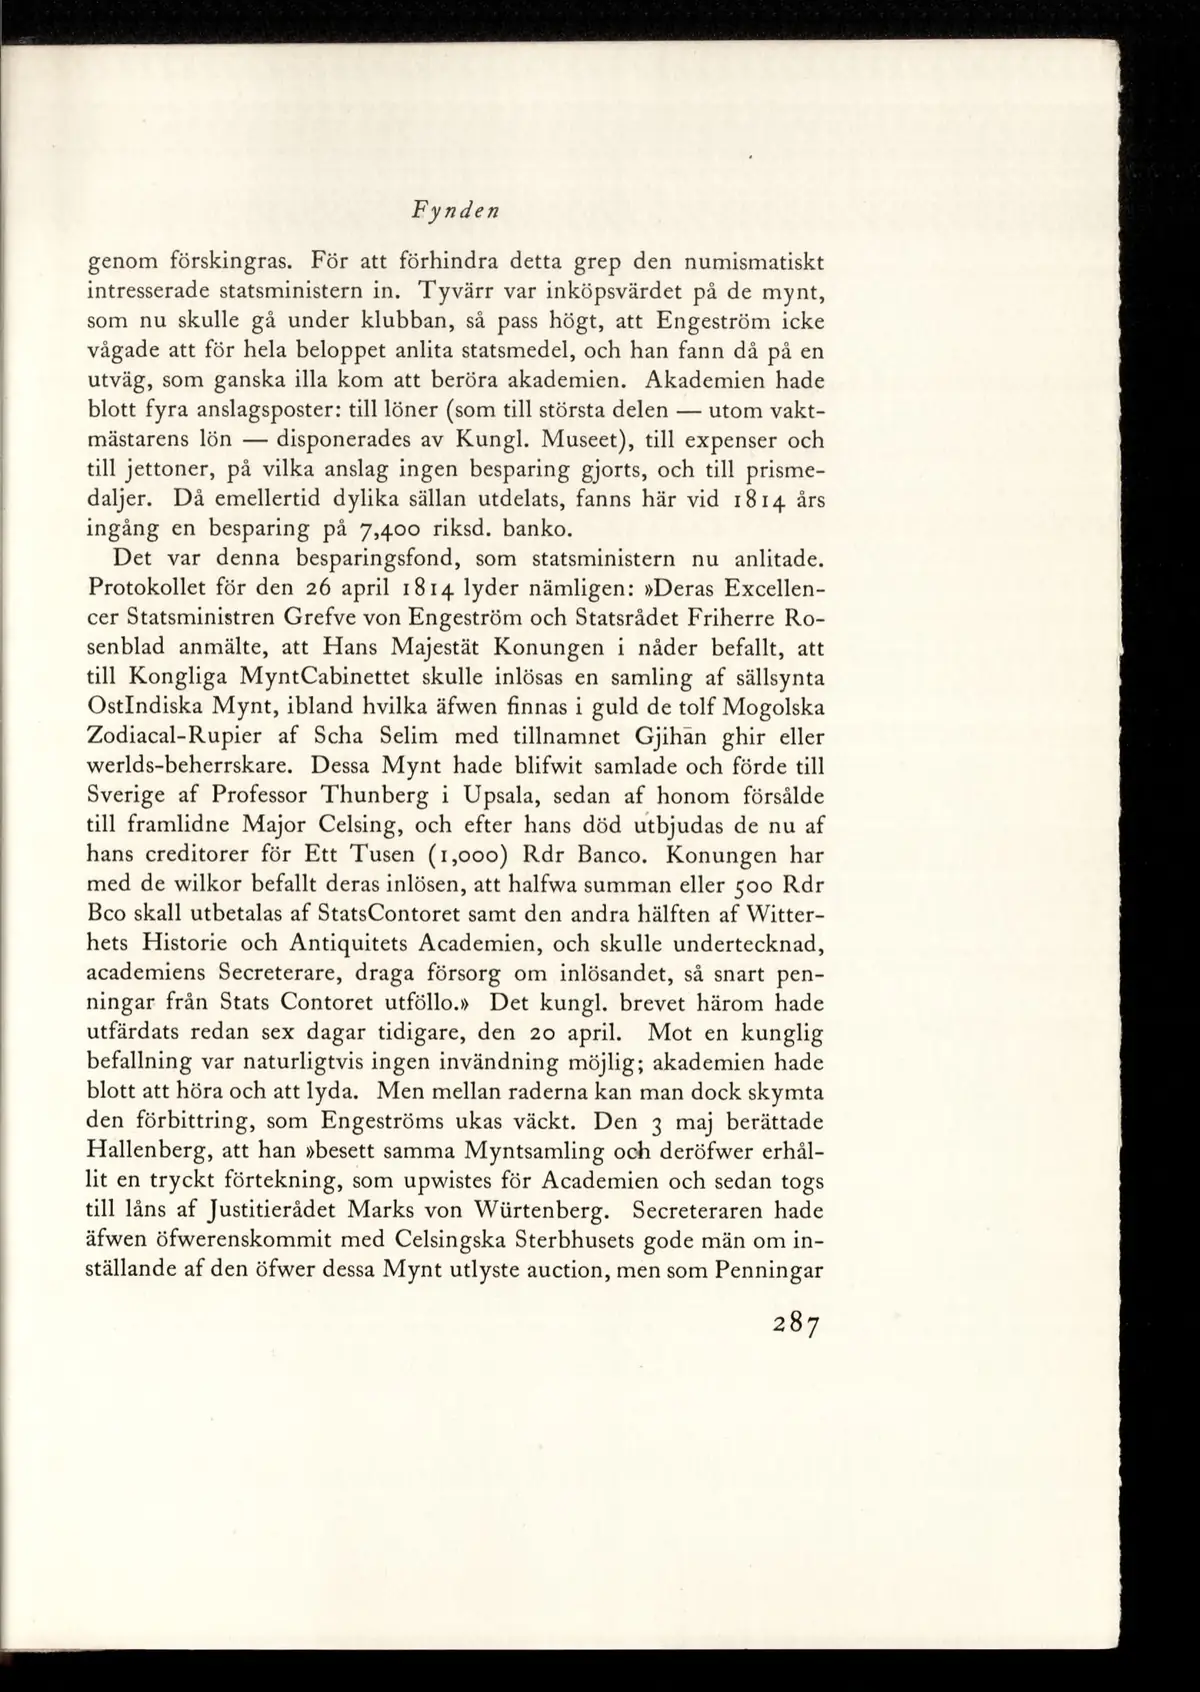 Fynden
genom förskingras. För att förhindra detta grep den numismatiskt
intresserade statsministern in. Tyvärr var inköpsvärdet på de mynt,
som nu skulle gå under klubban, så pass högt, att Engeström icke
vågade att för hela beloppet anlita statsmedel, och han fann då på en
utväg, som ganska illa kom att beröra akademien. Akademien hade
blott fyra anslagsposter: till löner (som till största delen — utom vakt-
mästarens lön — disponerades av Kungl. Museet), till expenser och
till jettoner, på vilka anslag ingen besparing gjorts, och till prisme-
daljer. Då emellertid dylika sällan utdelats, fanns här vid 1814 års
ingång en besparing på 7,400 riksd. banko.
Det var denna besparingsfond, som statsministern nu anlitade.
Protokollet för den 26 april 1814 lyder nämligen: »Deras Excellen-
cer Statsministren Grefve von Engeström och Statsrådet Friherre Ro-
senblad anmälte, att Hans Majestät Konungen i nåder befallt, att
till Kongliga MyntCabinettet skulle inlösas en samling af sällsynta
OstIndiska Mynt, ibland hvilka äfwen finnas i guld de tolf Mogolska
Zodiacal-Rupier af Scha Selim med tillnamnet Gjihān ghir eller
werlds-beherrskare. Dessa Mynt hade blifwit samlade och förde till
Sverige af Professor Thunberg i Upsala, sedan af honom försålde
till framlidne Major Celsing, och efter hans död utbjudas de nu af
hans creditorer för Ett Tusen (1,000) Rdr Banco. Konungen har
med de wilkor befallt deras inlösen, att halfwa summan eller 500 Rdr
Bco skall utbetalas af StatsContoret samt den andra hälften af Witter-
hets Historie och Antiquitets Academien, och skulle undertecknad,
academiens Secreterare, draga försorg om inlösandet, så snart pen-
ningar från Stats Contoret utföllo.» Det kungl. brevet härom hade
utfärdats redan sex dagar tidigare, den 20 april. Mot en kunglig
befallning var naturligtvis ingen invändning möjlig; akademien hade
blott att höra och att lyda. Men mellan raderna kan man dock skymta
den förbittring, som Engeströms ukas väckt. Den 3 maj berättade
Hallenberg, att han »besett samma Myntsamling och deröfwer erhål-
lit en tryckt förtekning, som upwistes för Academien och sedan togs
till låns af Justitierådet Marks von Würtenberg. Secreteraren hade
äfwen öfwerenskommit med Celsingska Sterbhusets gode män om in-
ställande af den öfwer dessa Mynt utlyste auction, men som Penningar
287